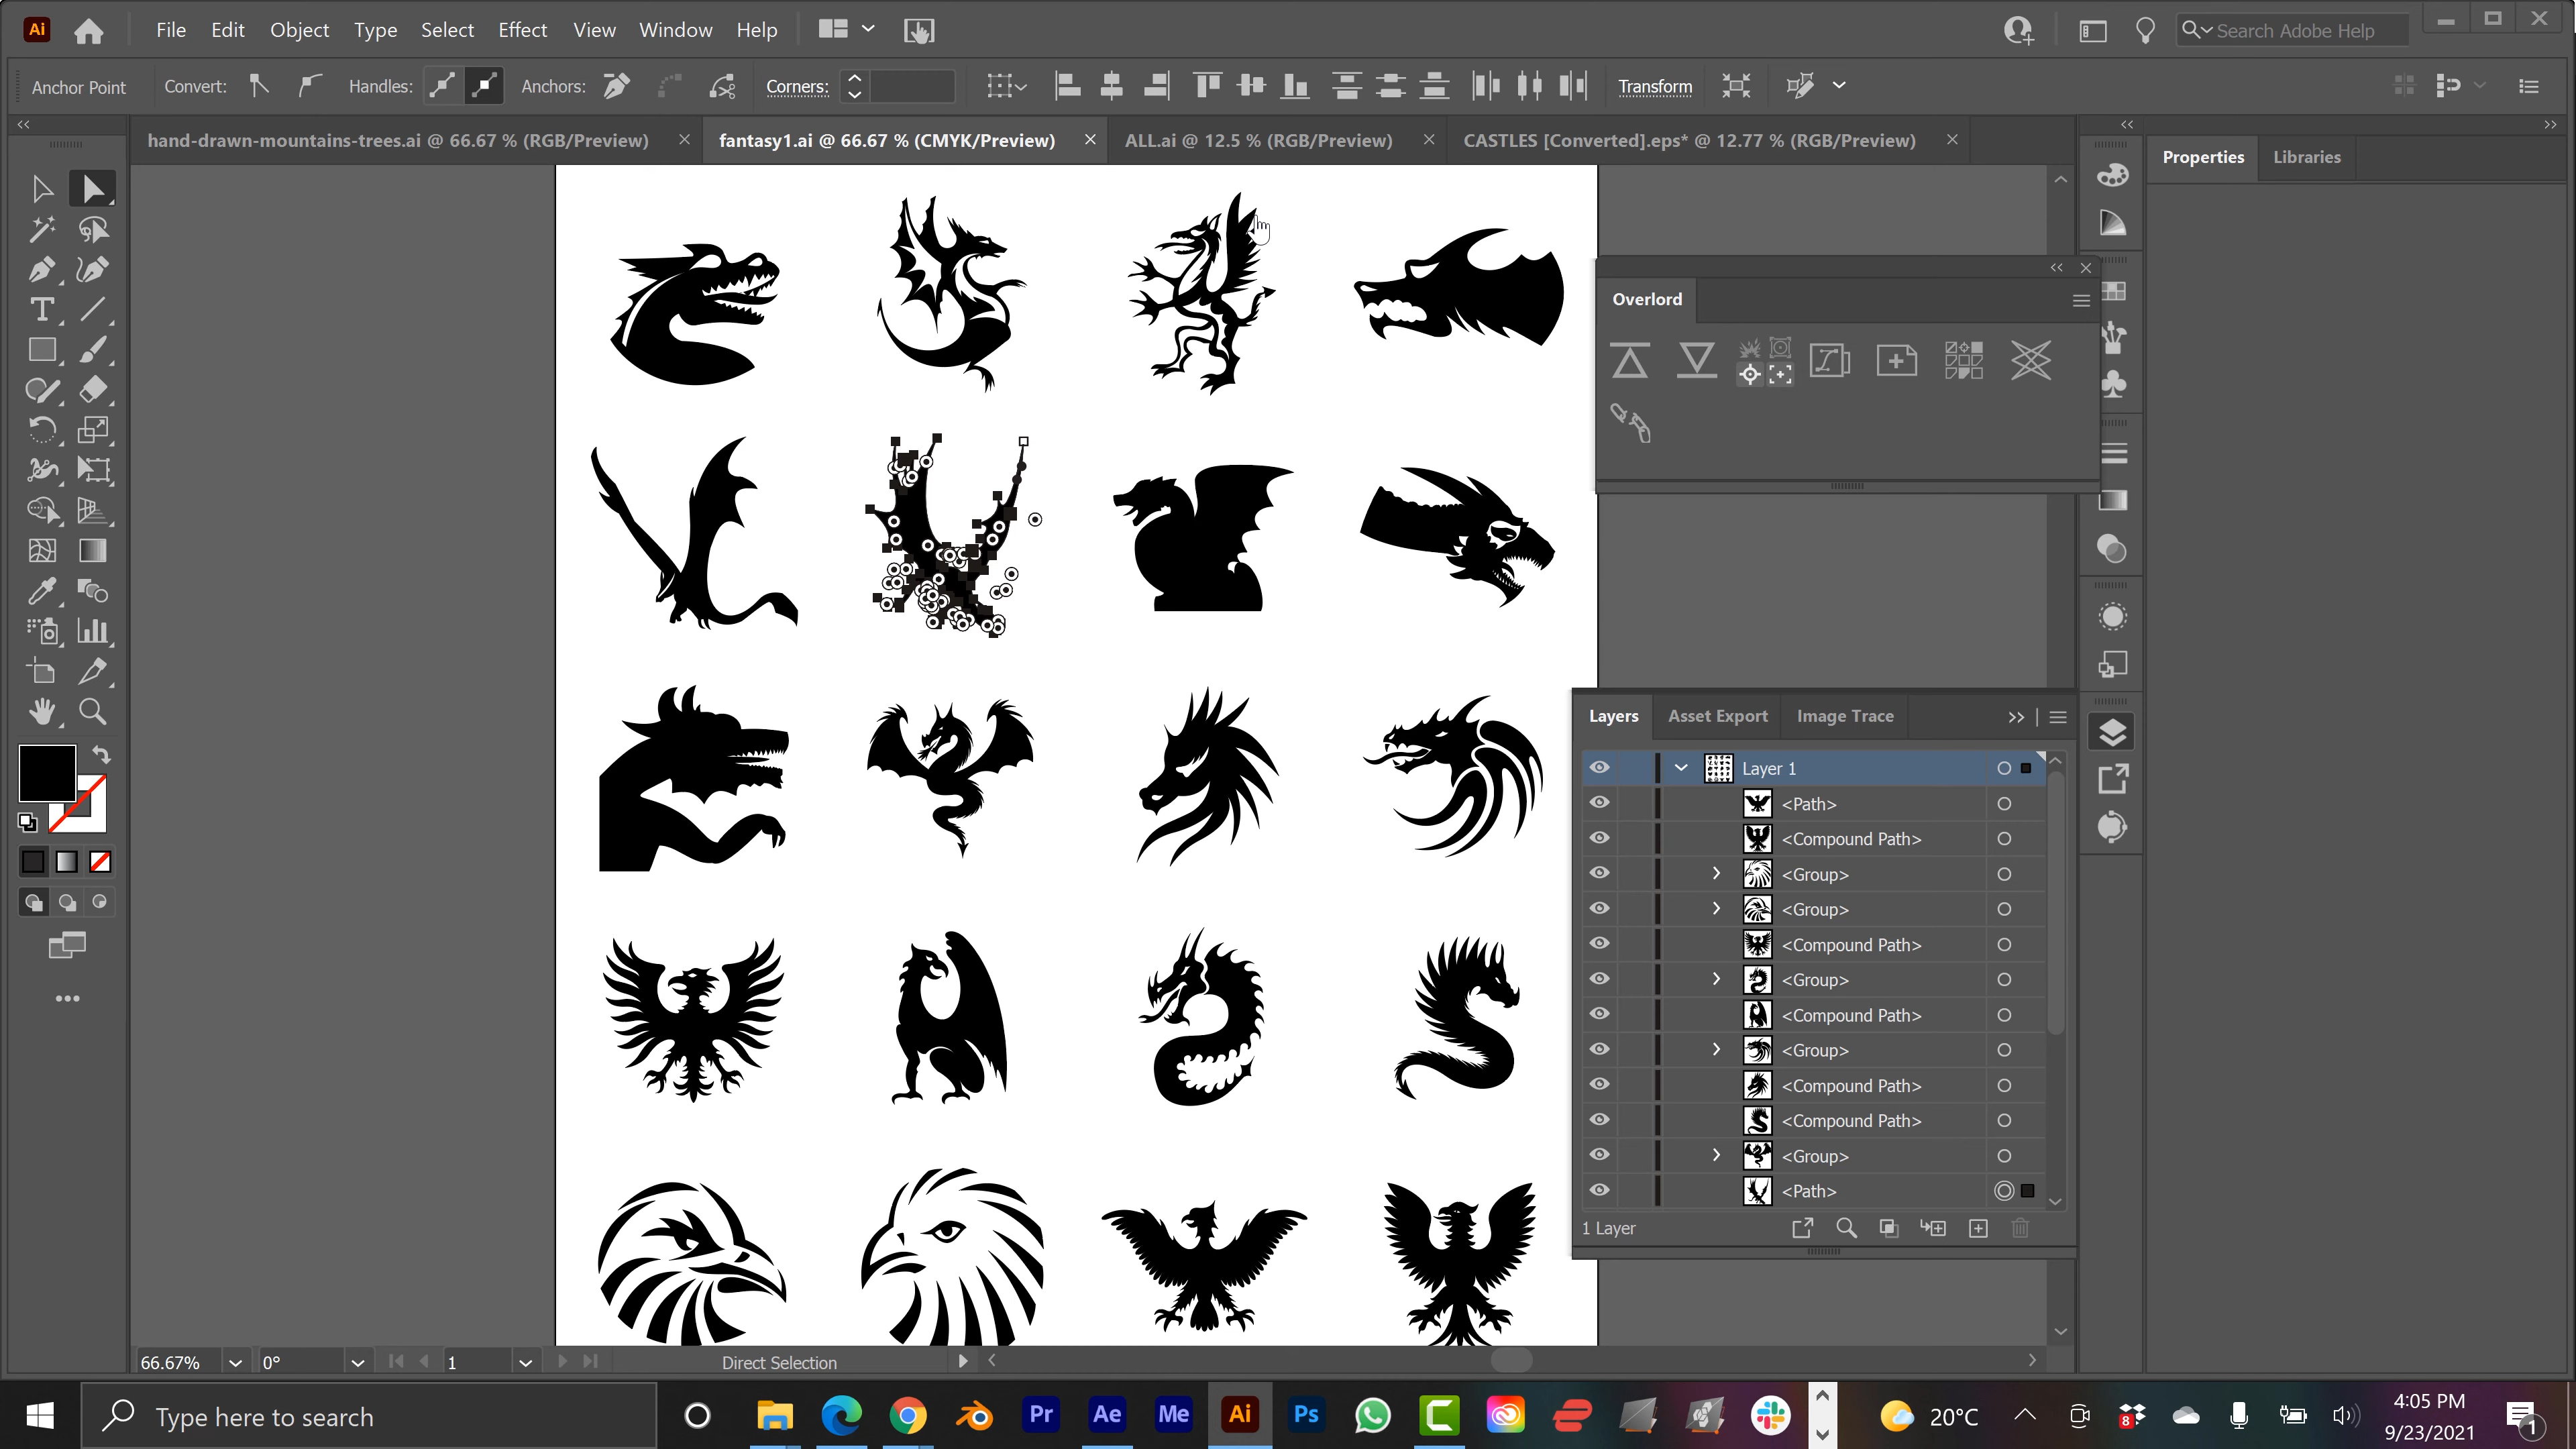 Ai File Edit Object Type Select Effect View Window Help Search Adobe Help
Anchor Point Convert: Handles: Anchors: Corners: Transform
hand-drawn-mountains-trees.ai @ 66.67 % (RGB/Preview) fantasy1.ai @ 66.67 % (CMYK/Preview) ALL.ai @ 12.5 % (RGB/Preview) CASTLES [Converted].eps* @ 12.77 % (RGB/Preview)
Properties Libraries
Overlord
Layers Asset Export Image Trace
Layer 1
<Path>
<Compound Path>
<Group>
<Group>
<Compound Path>
<Group>
<Compound Path>
<Group>
<Compound Path>
<Compound Path>
<Group>
<Path>
1 Layer
66.67% 0° 1 Direct Selection
Type here to search Pr Ae Me Ai Ps 20°C 8 4:05 PM
9/23/2021 1